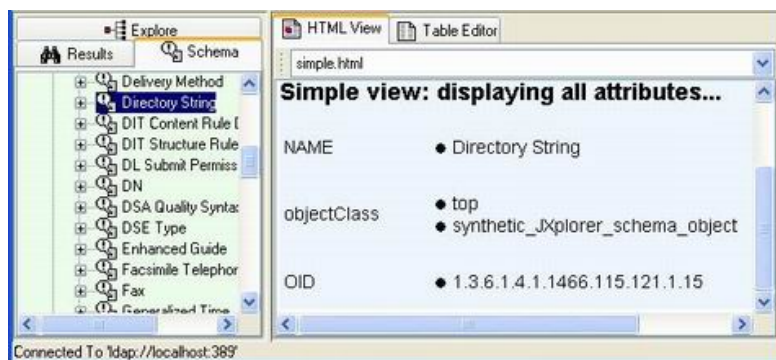 Explore
Results
Schema
Delivery Method
Directory String
DIT Content Rule
DIT Structure Rule
DL Submit Permiss
DN
DSA Quality Syntax
DSE Type
Enhanced Guide
Facsimile Telephor
Fax
Generalized Time
HTML View
Table Editor
simple.html
Simple view: displaying all attributes...
NAME
● Directory String
objectClass
● top
● synthetic_JXplorer_schema_object
OID
● 1.3.6.1.4.1.1466.115.121.1.15
Connected To 'ldap://localhost:389'